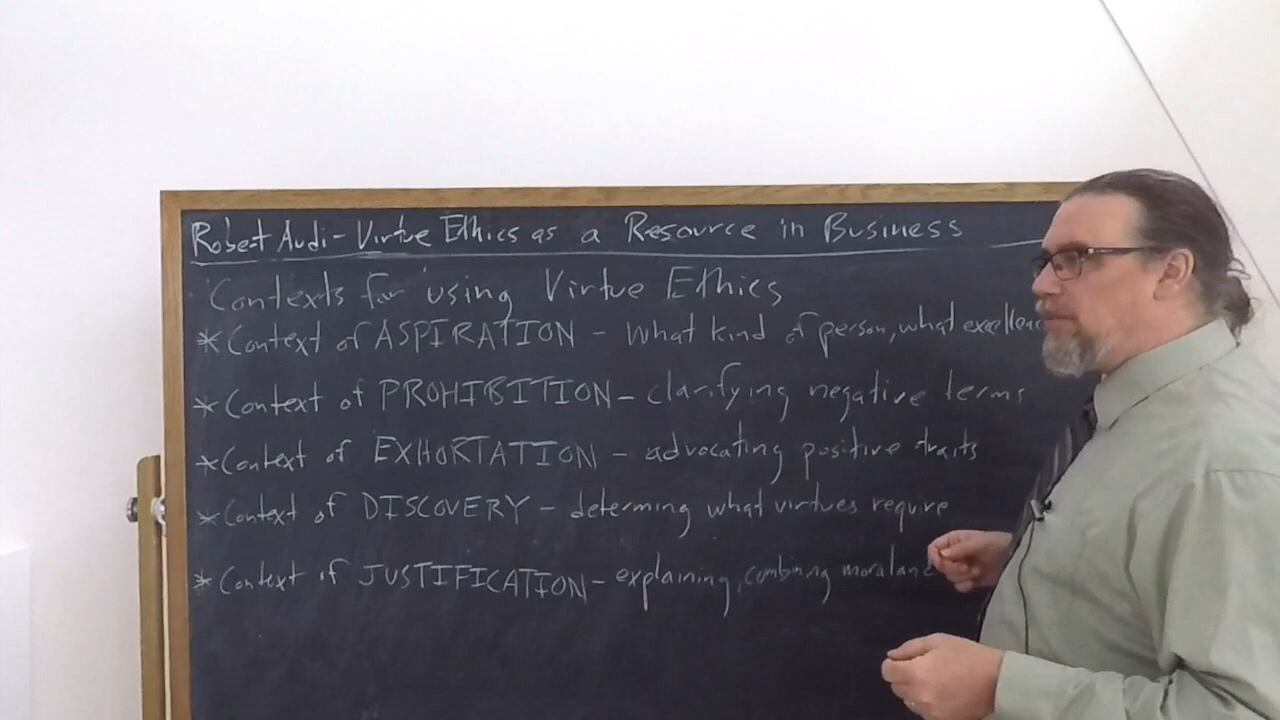 Robert Audi - Virtue Ethics as a Resource in Business
Contexts for using Virtue Ethics
* Context of ASPIRATION - What kind of person, what excellenc
* Context of PROHIBITION - clarifying negative terms
* Context of EXHORTATION - advocating positive traits
* Context of DISCOVERY - determing what virtues require
* Context of JUSTIFICATION - explaining, combining moral and